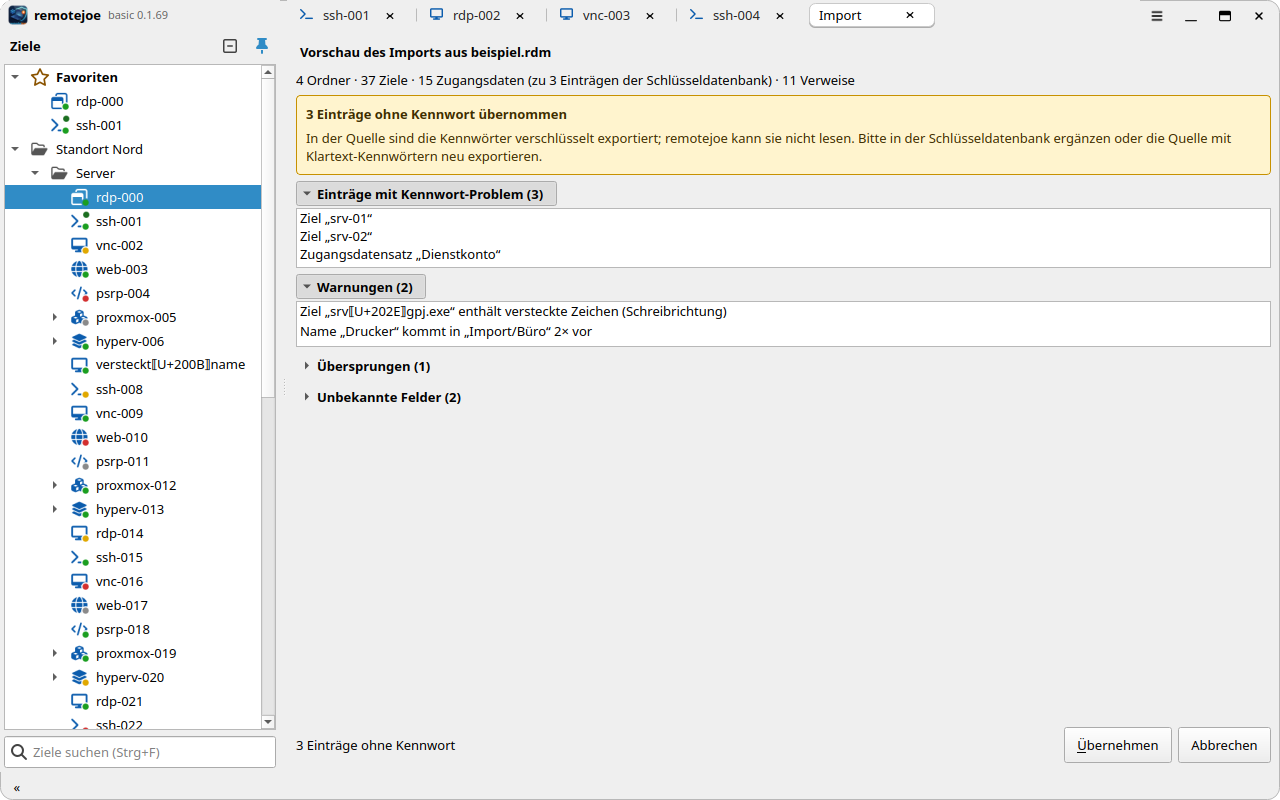 remotejoe basic 0.1.69
ssh-001
rdp-002
vnc-003
ssh-004
Import
Ziele
Favoriten
rdp-000
ssh-001
Standort Nord
Server
rdp-000
ssh-001
vnc-002
web-003
psrp-004
proxmox-005
hyperv-006
versteckt⟦U+200B⟧name
ssh-008
vnc-009
web-010
psrp-011
proxmox-012
hyperv-013
rdp-014
ssh-015
vnc-016
web-017
psrp-018
proxmox-019
hyperv-020
rdp-021
ssh-022
Ziele suchen (Strg+F)
«
Vorschau des Imports aus beispiel.rdm
4 Ordner · 37 Ziele · 15 Zugangsdaten (zu 3 Einträgen der Schlüsseldatenbank) · 11 Verweise
3 Einträge ohne Kennwort übernommen
In der Quelle sind die Kennwörter verschlüsselt exportiert; remotejoe kann sie nicht lesen. Bitte in der Schlüsseldatenbank ergänzen oder die Quelle mit
Klartext-Kennwörtern neu exportieren.
Einträge mit Kennwort-Problem (3)
Ziel „srv-01“
Ziel „srv-02“
Zugangsdatensatz „Dienstkonto“
Warnungen (2)
Ziel „srv⟦U+202E⟧gpj.exe“ enthält versteckte Zeichen (Schreibrichtung)
Name „Drucker“ kommt in „Import/Büro“ 2× vor
Übersprungen (1)
Unbekannte Felder (2)
3 Einträge ohne Kennwort
Übernehmen
Abbrechen